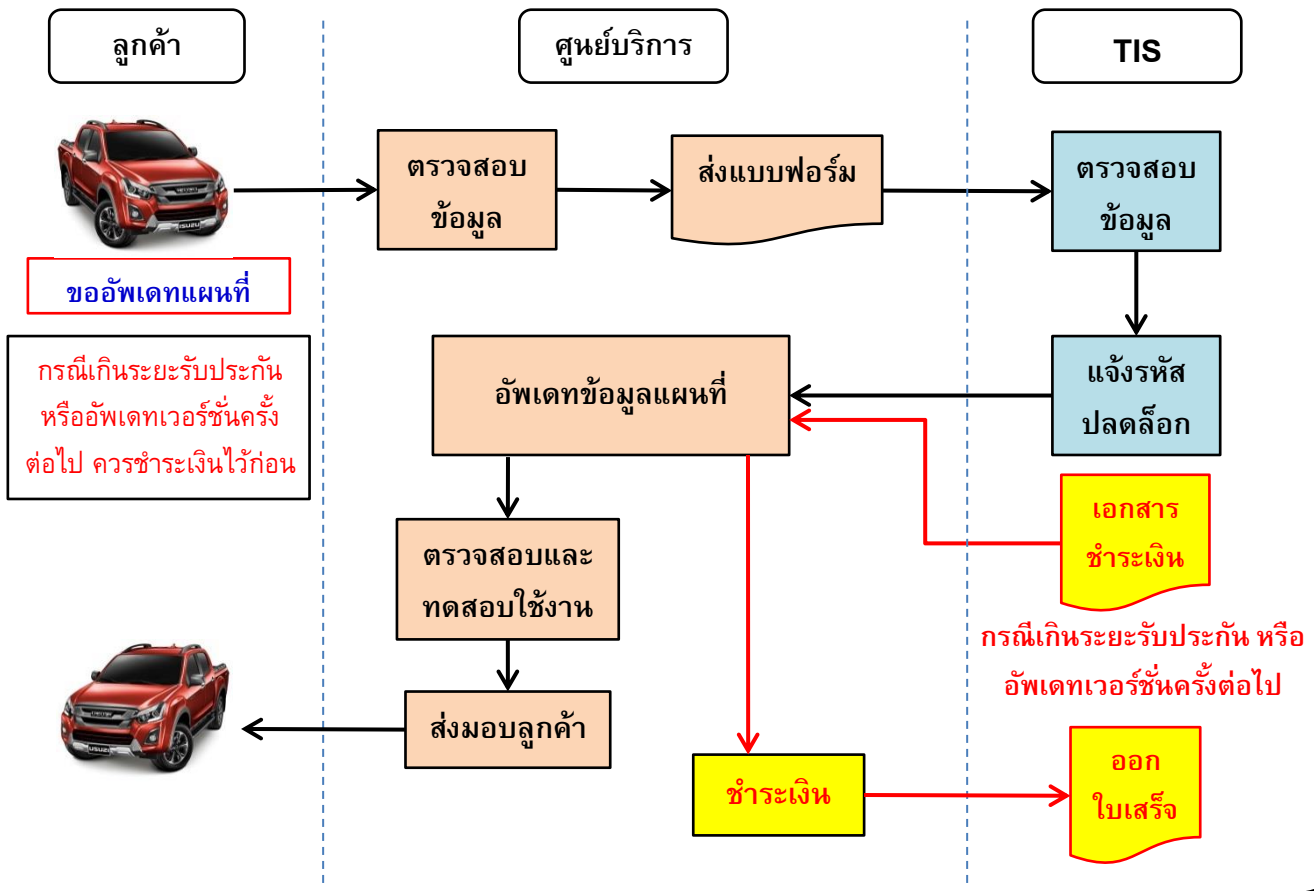 ลูกค้า
ศูนย์บริการ
TIS
ตรวจสอบ
ข้อมูล
ส่งแบบฟอร์ม
ตรวจสอบ
ข้อมูล
ISUZU
ขออัพเดทแผนที่
กรณีเกินระยะรับประกัน
หรืออัพเดทเวอร์ชั่นครั้ง
ต่อไป ควรชำระเงินไว้ก่อน
อัพเดทข้อมูลแผนที่
แจ้งรหัส
ปลดล็อก
เอกสาร
ชำระเงิน
ตรวจสอบและ
ทดสอบใช้งาน
กรณีเกินระยะรับประกัน หรือ
อัพเดทเวอร์ชั่นครั้งต่อไป
ส่งมอบลูกค้า
ISUZU
ชำระเงิน
ออก
ใบเสร็จ